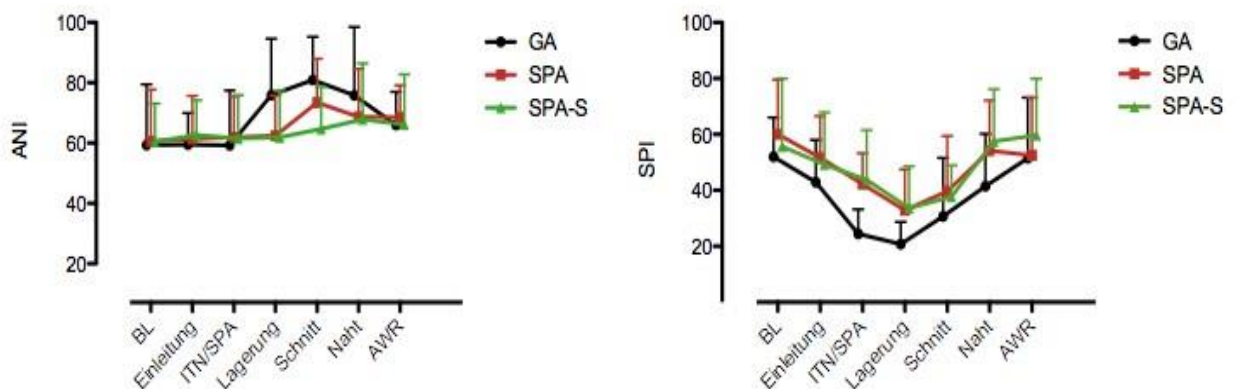 100
80
60
40
20
ANI
GA
SPA
SPA-S
BL
Einleitung
ITN/SPA
Lagerung
Schnitt
Naht
AWR
100
80
60
40
20
SPI
GA
SPA
SPA-S
BL
Einleitung
ITN/SPA
Lagerung
Schnitt
Naht
AWR